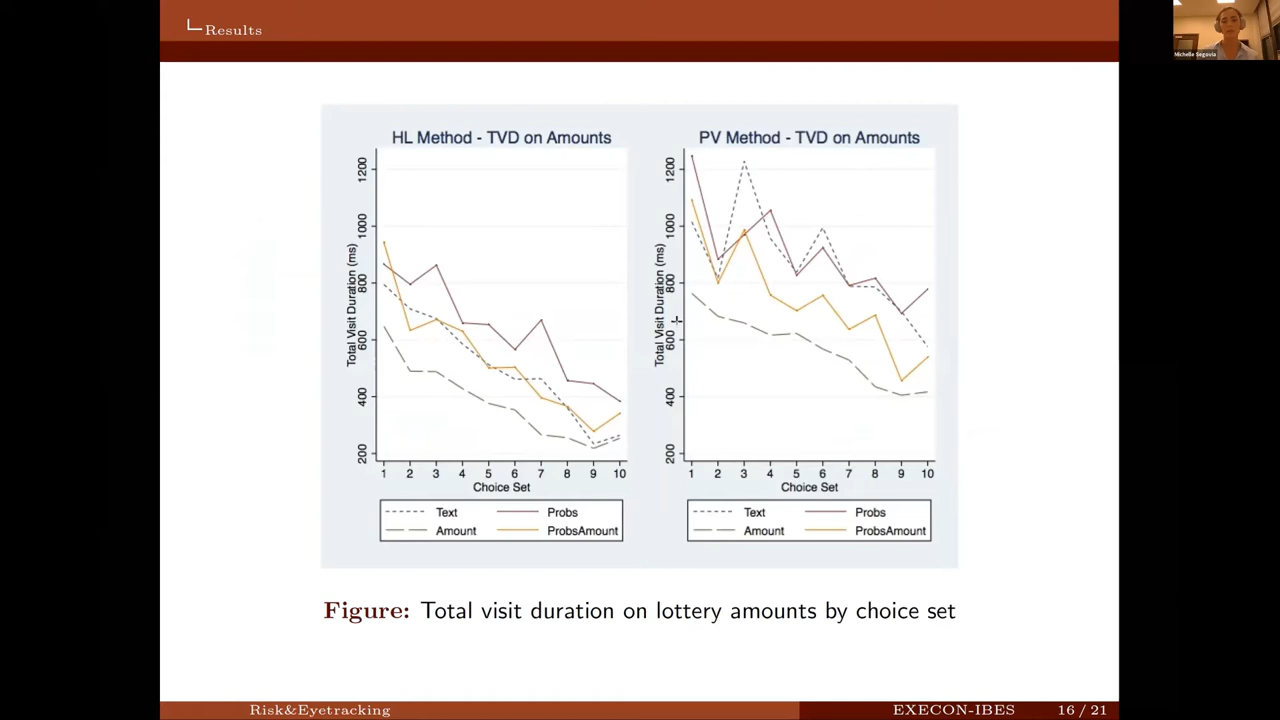 Results
Michelle Segovia
HL Method - TVD on Amounts
Total Visit Duration (ms)
1200
1000
800
600
400
200
1 2 3 4 5 6 7 8 9 10
Choice Set
Text Probs
Amount ProbsAmount
PV Method - TVD on Amounts
Total Visit Duration (ms)
1200
1000
800
600
400
200
1 2 3 4 5 6 7 8 9 10
Choice Set
Text Probs
Amount ProbsAmount
Figure: Total visit duration on lottery amounts by choice set
Risk&Eyetracking EXECON-IBES 16 / 21